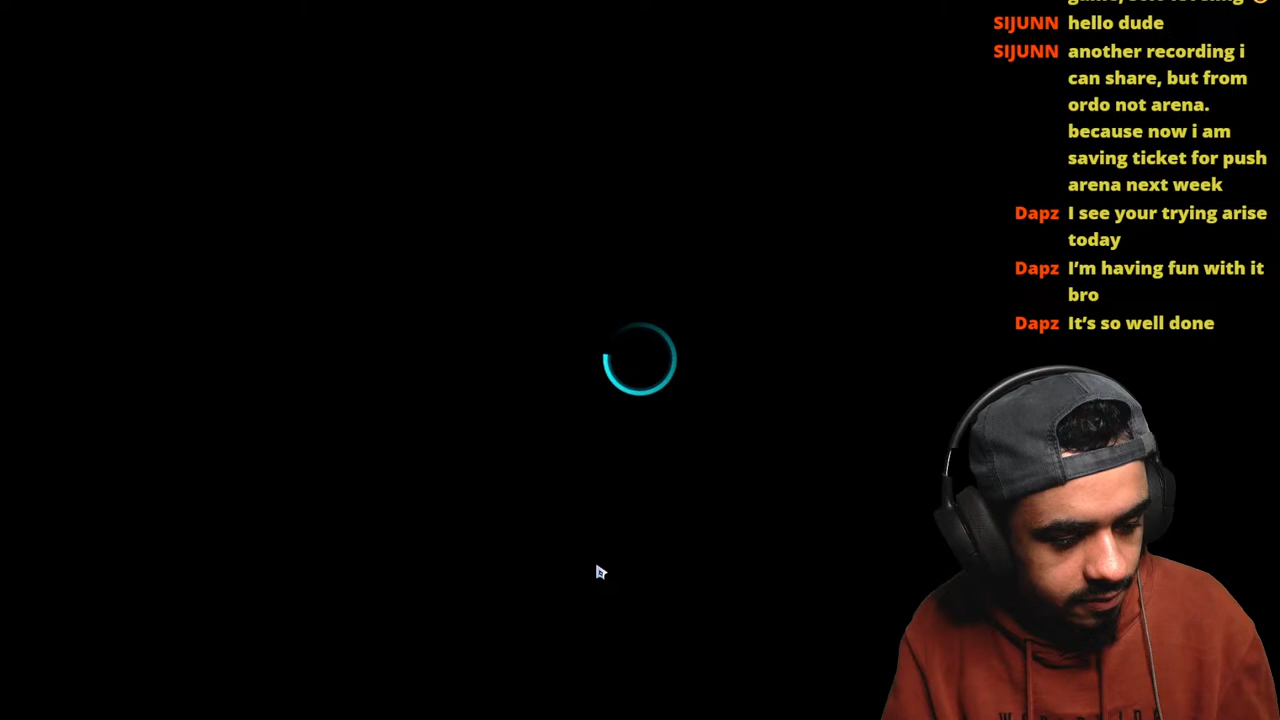 SIJUNN hello dude
SIJUNN another recording i
can share, but from
ordo not arena.
because now i am
saving ticket for push
arena next week
Dapz I see your trying arise
today
Dapz I’m having fun with it
bro
Dapz It’s so well done